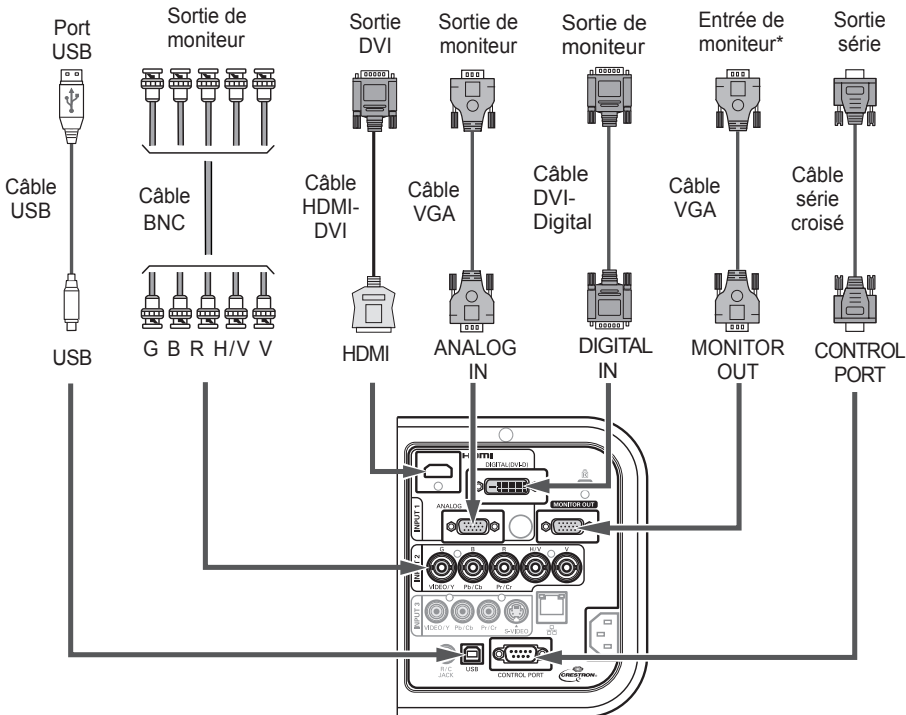 Port
USB
Sortie de
moniteur
Sortie
DVI
Sortie de
moniteur
Sortie de
moniteur
Entrée de
moniteur*
Sortie
série
Câble
USB
Câble
BNC
Câble
HDMI-
DVI
Câble
VGA
Câble
DVI-
Digital
Câble
VGA
Câble
série
croisé
USB
G B R H/V V
HDMI
ANALOG
IN
DIGITAL
IN
MONITOR
OUT
CONTROL
PORT
HDMI
DIGITAL(DVI-D)
INPUT 1
ANALOG
MONITOR OUT
INPUT 2
G B R H/V V
VIDEO/Y Pb/Cb Pr/Cr
INPUT 3
VIDEO/Y Pb/Cb Pr/Cr S-VIDEO
R/C
JACK
USB
CONTROL PORT
CRESTRON